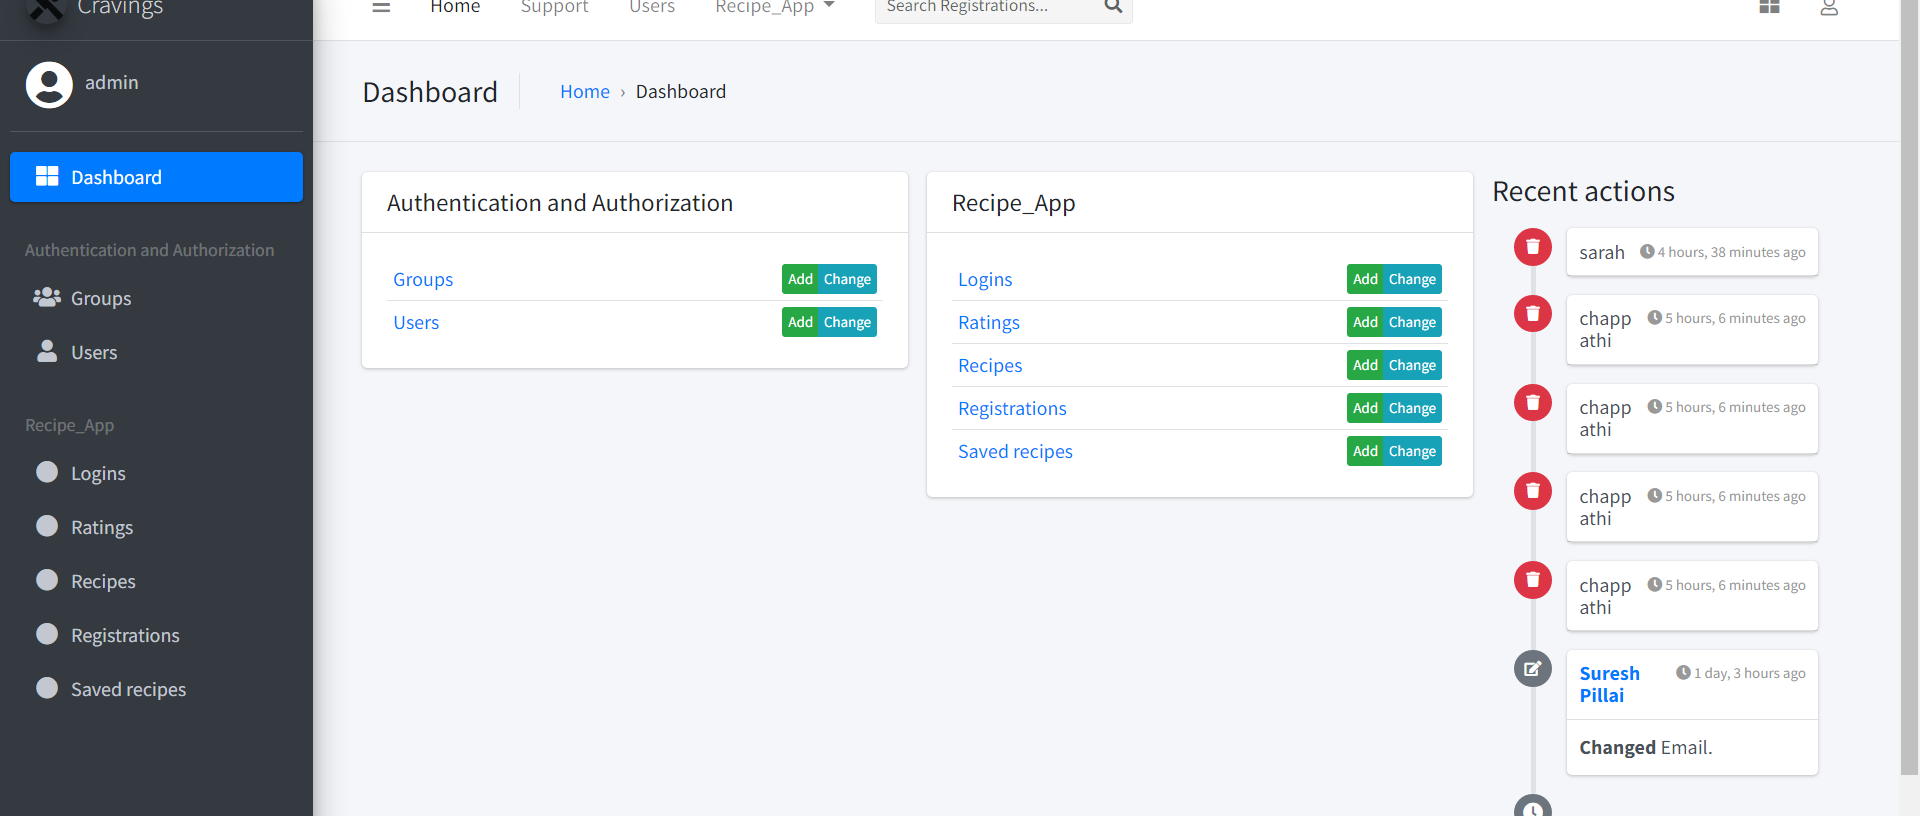 Cravings
admin
Dashboard
Authentication and Authorization
Groups
Users
Recipe_App
Logins
Ratings
Recipes
Registrations
Saved recipes
Home Support Users Recipe_App Search Registrations...
Dashboard Home › Dashboard
Authentication and Authorization
Groups Add Change
Users Add Change
Recipe_App
Logins Add Change
Ratings Add Change
Recipes Add Change
Registrations Add Change
Saved recipes Add Change
Recent actions
sarah 4 hours, 38 minutes ago
chapp 5 hours, 6 minutes ago
athi
chapp 5 hours, 6 minutes ago
athi
chapp 5 hours, 6 minutes ago
athi
chapp 5 hours, 6 minutes ago
athi
Suresh 1 day, 3 hours ago
Pillai
Changed Email.